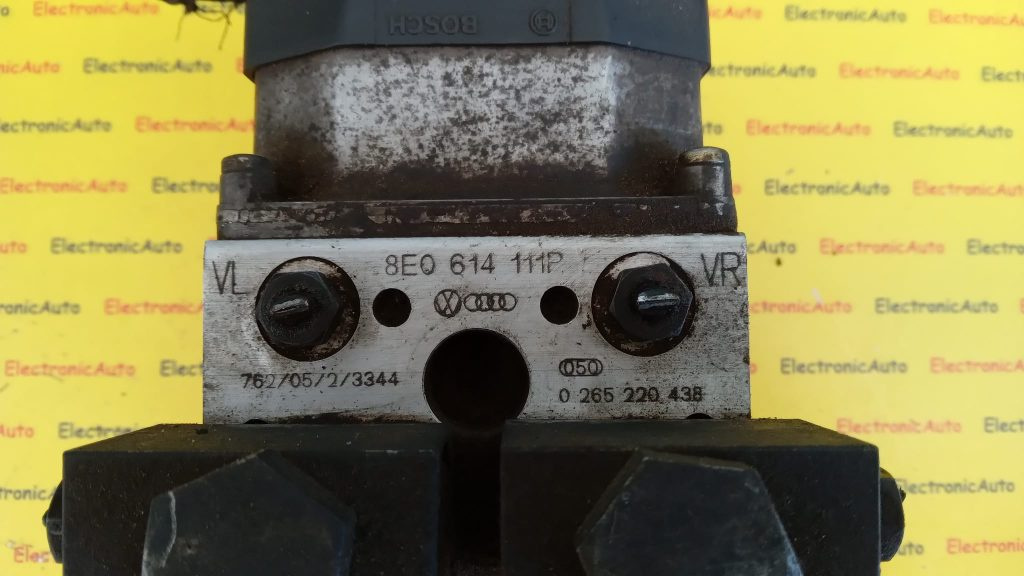 BOSCH
VL
8E0 614 111P
VR
762/05/2/3344
050
0 265 220 438
ElectronicAuto